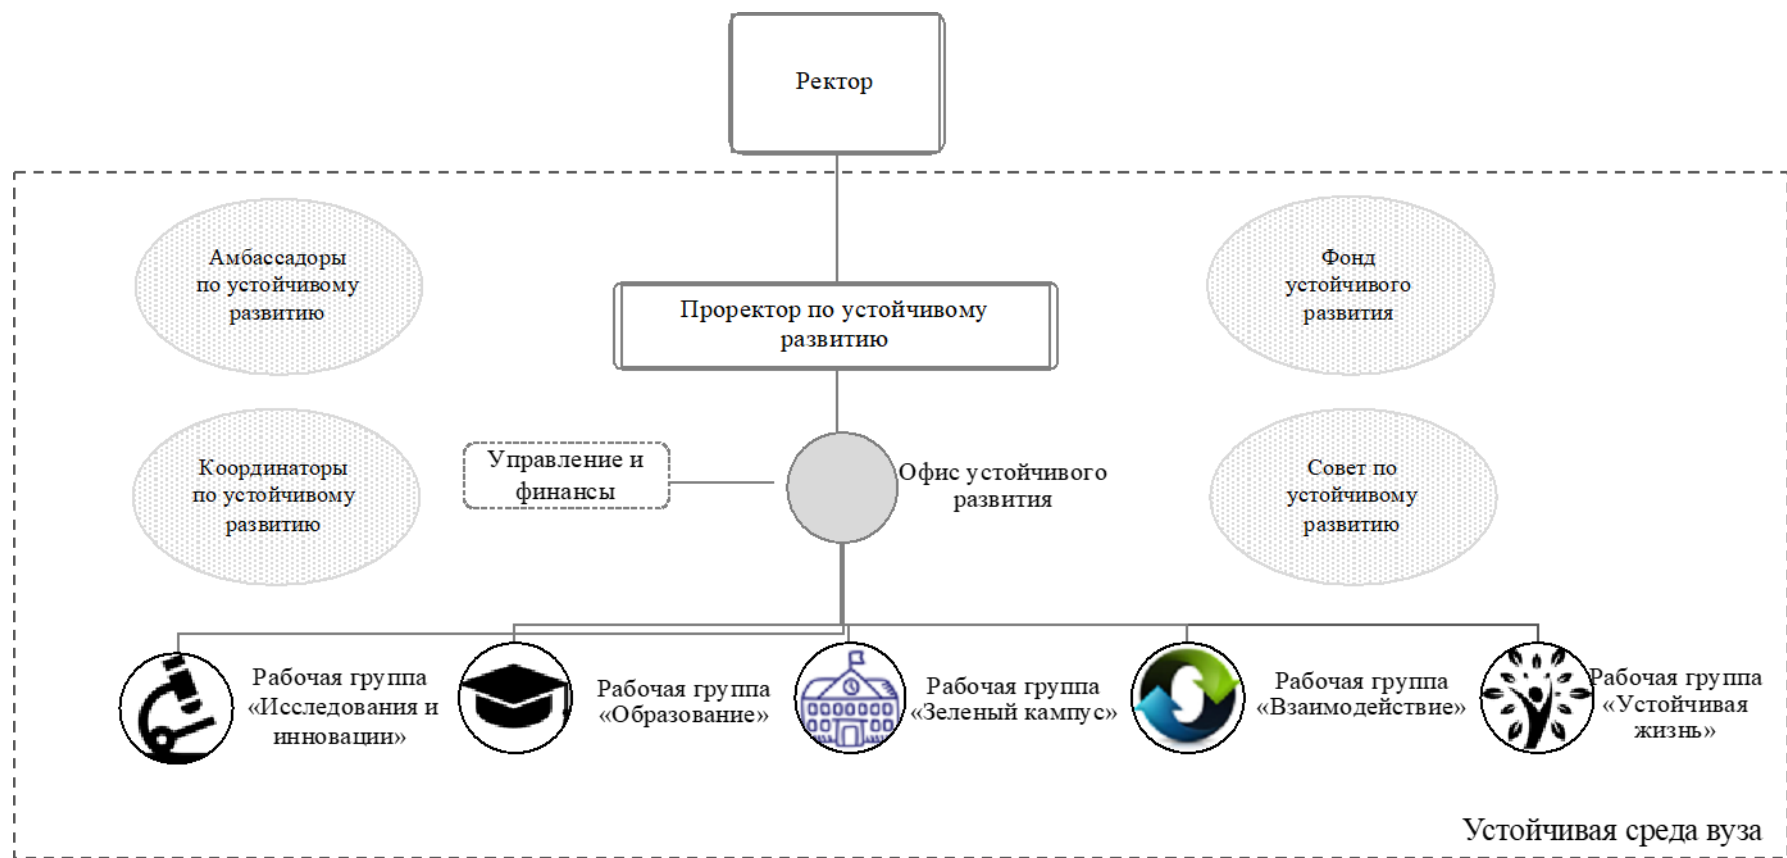 Ректор
Амбассадоры
по устойчивому
развитию
Фонд
устойчивого
развития
Проректор по устойчивому
развитию
Координаторы
по устойчивому
развитию
Управление и
финансы
Офис устойчивого
развития
Совет по
устойчивому
развитию
Рабочая группа
«Исследования и
инновации»
Рабочая группа
«Образование»
Рабочая группа
«Зеленый кампус»
Рабочая группа
«Взаимодействие»
Рабочая группа
«Устойчивая
жизнь»
Устойчивая среда вуза